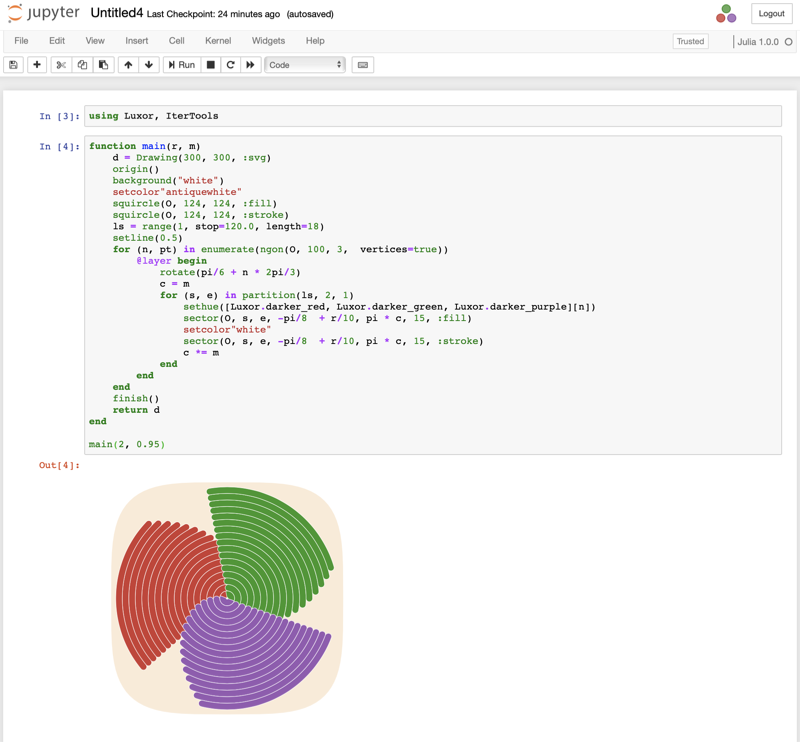 jupyter Untitled4 Last Checkpoint: 24 minutes ago (autosaved) Logout
File Edit View Insert Cell Kernel Widgets Help Trusted Julia 1.0.0
Run Code
In [3]: using Luxor, IterTools
In [4]: function main(r, m)
    d = Drawing(300, 300, :svg)
    origin()
    background("white")
    setcolor"antiquewhite"
    squircle(O, 124, 124, :fill)
    squircle(O, 124, 124, :stroke)
    ls = range(1, stop=120.0, length=18)
    setline(0.5)
    for (n, pt) in enumerate(ngon(O, 100, 3,  vertices=true))
        @layer begin
            rotate(pi/6 + n * 2pi/3)
            c = m
            for (s, e) in partition(ls, 2, 1)
                sethue([Luxor.darker_red, Luxor.darker_green, Luxor.darker_purple][n])
                sector(O, s, e, -pi/8  + r/10, pi * c, 15, :fill)
                setcolor"white"
                sector(O, s, e, -pi/8  + r/10, pi * c, 15, :stroke)
                c *= m
            end
        end
    end
    finish()
    return d
end
main(2, 0.95)
Out[4]: